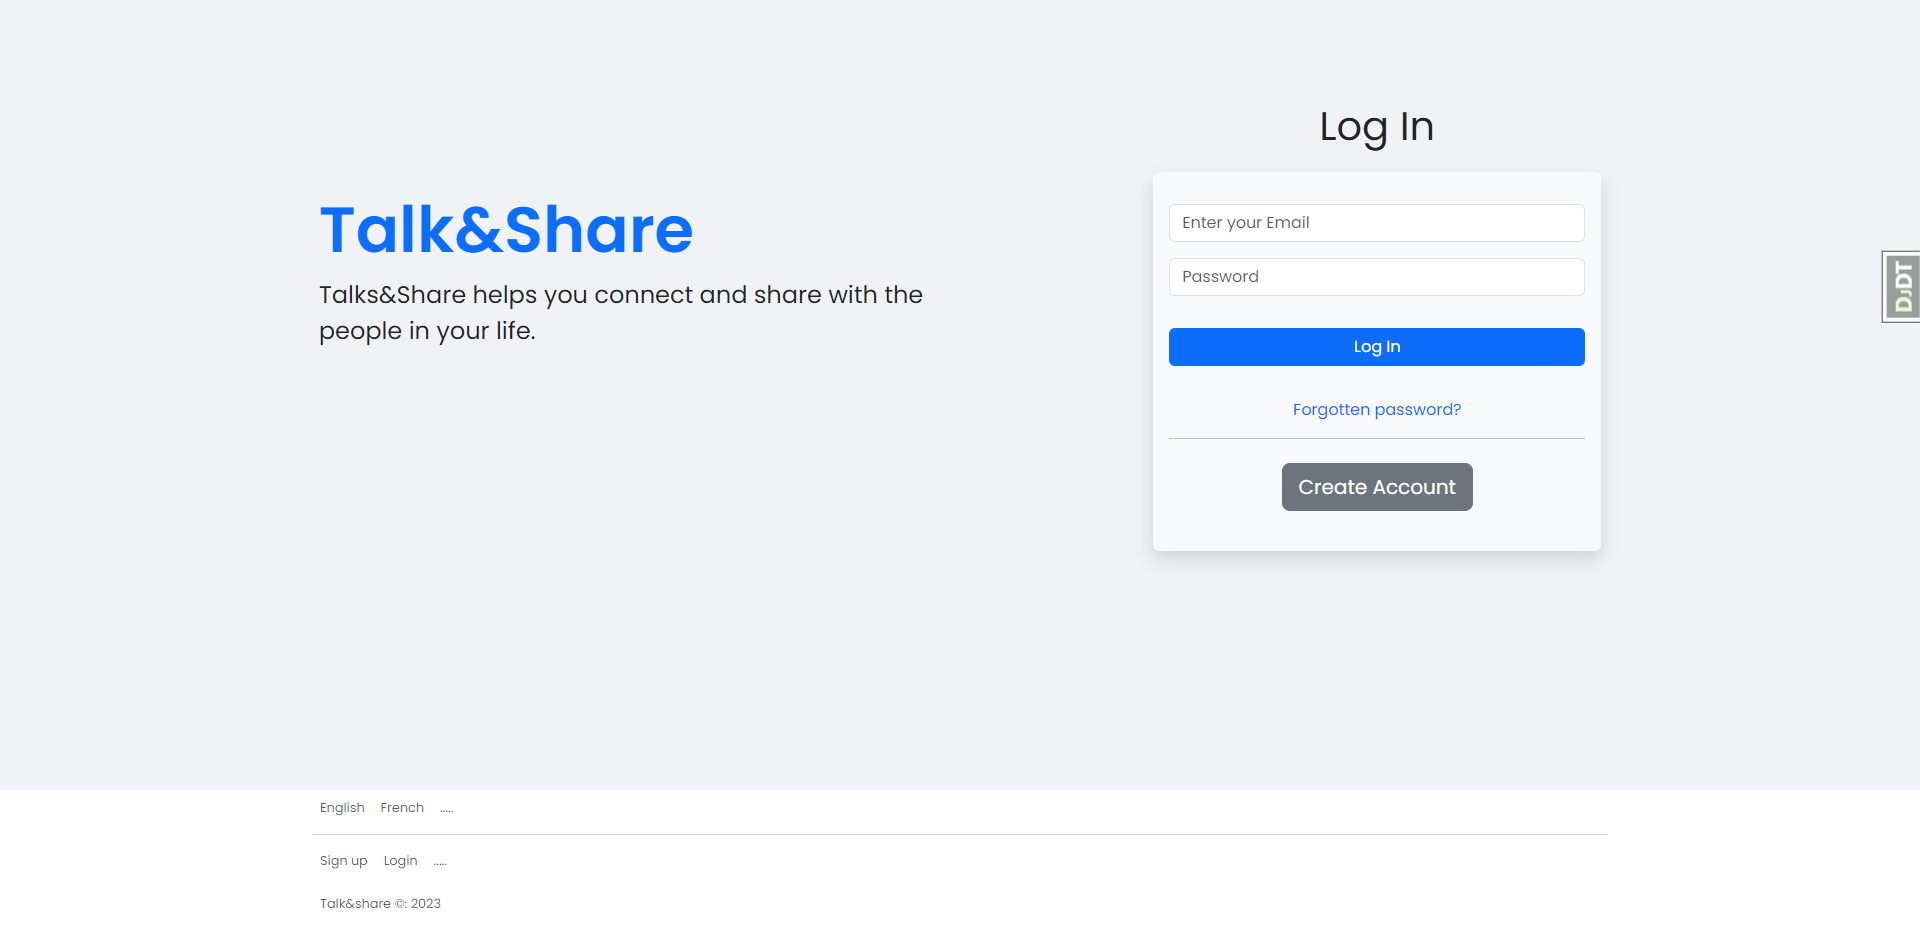 Log In
Talk&Share
Talks&Share helps you connect and share with the
people in your life.
Enter your Email
Password
Log In
Forgotten password?
Create Account
DJDT
English French .....
Sign up Login .....
Talk&share ©: 2023